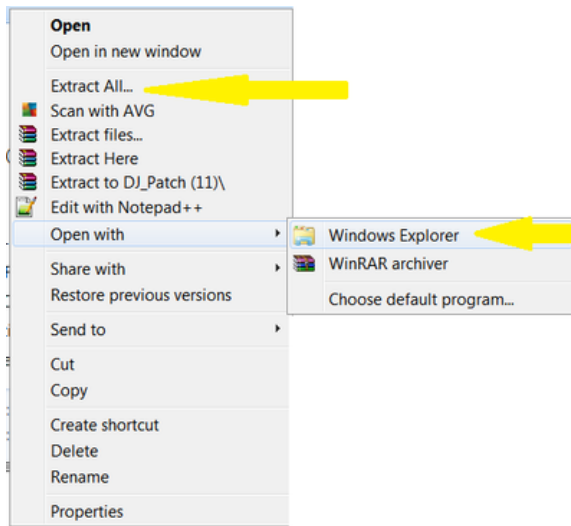 Open
Open in new window
Extract All...
Scan with AVG
Extract files...
Extract Here
Extract to DJ_Patch (11)\
Edit with Notepad++
Open with
Windows Explorer
WinRAR archiver
Choose default program...
Share with
Restore previous versions
Send to
Cut
Copy
Create shortcut
Delete
Rename
Properties